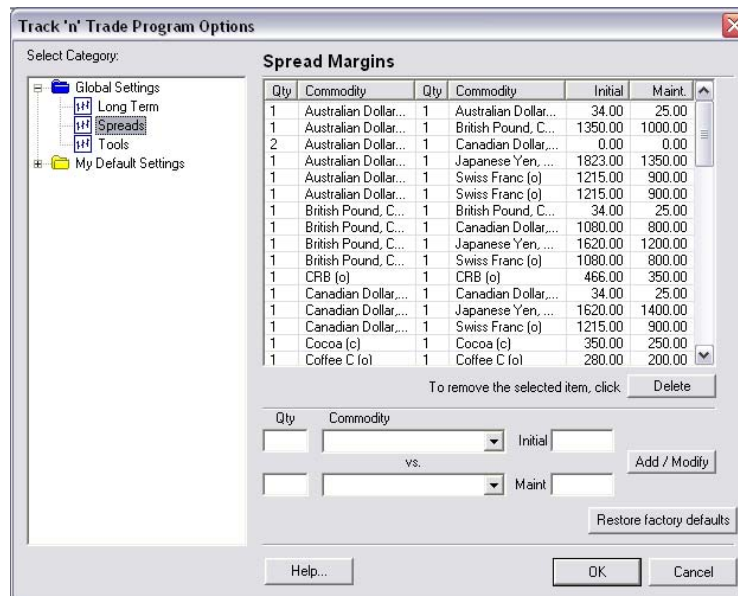 Track 'n' Trade Program Options
Select Category:
Global Settings
Long Term
Spreads
Tools
My Default Settings
Spread Margins
Qty Commodity Qty Commodity Initial Maint.
1 Australian Dollar... 1 Australian Dollar... 34.00 25.00
1 Australian Dollar... 1 British Pound, C... 1350.00 1000.00
2 Australian Dollar... 1 Canadian Dollar,... 0.00 0.00
1 Australian Dollar... 1 Japanese Yen, ... 1823.00 1350.00
1 Australian Dollar... 1 Swiss Franc (o) 1215.00 900.00
1 Australian Dollar... 1 Swiss Franc (o) 1215.00 900.00
1 British Pound, C... 1 British Pound, C... 34.00 25.00
1 British Pound, C... 1 Canadian Dollar,... 1080.00 800.00
1 British Pound, C... 1 Japanese Yen, ... 1620.00 1200.00
1 British Pound, C... 1 Swiss Franc (o) 1080.00 800.00
1 CRB (o) 1 CRB (o) 466.00 350.00
1 Canadian Dollar,... 1 Canadian Dollar,... 34.00 25.00
1 Canadian Dollar,... 1 Japanese Yen, ... 1620.00 1400.00
1 Canadian Dollar,... 1 Swiss Franc (o) 1215.00 900.00
1 Cocoa (c) 1 Cocoa (c) 350.00 250.00
1 Coffee C (o) 1 Coffee C (o) 280.00 200.00
To remove the selected item, click Delete
Qty Commodity
Initial
vs.
Add / Modify
Maint
Restore factory defaults
Help... OK Cancel